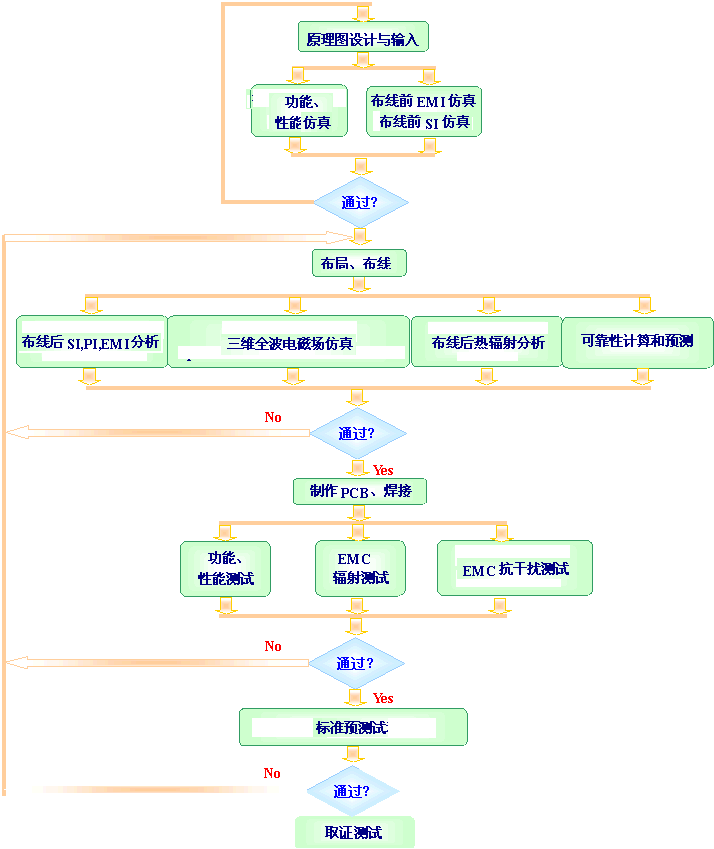 原理图设计与输入
功能、
性能仿真
布线前 EMI 仿真
布线前 SI 仿真
通过?
布局、布线
布线后 SI,PI,EMI 分析
三维全波电磁场仿真
布线后热辐射分析
可靠性计算和预测
No
通过?
Yes
制作 PCB、焊接
功能、
性能测试
EMC
辐射测试
EMC 抗干扰测试
No
通过?
Yes
标准预测试
No
通过?
取证测试